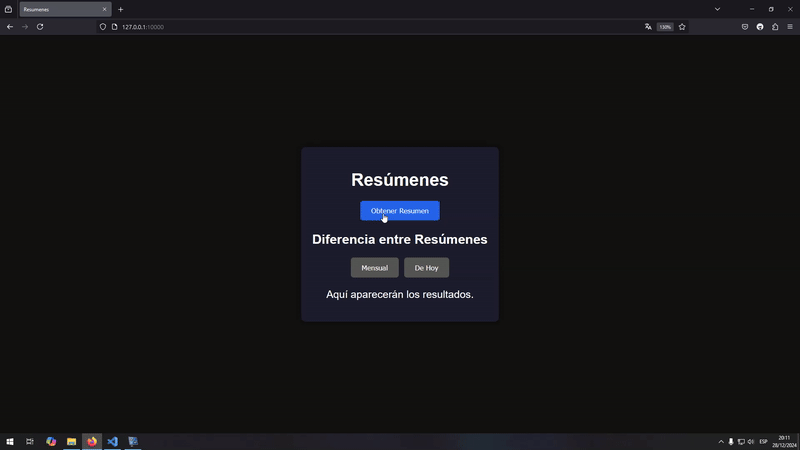 Resumenes
127.0.0.1:10000
130%
Resúmenes
Obtener Resumen
Diferencia entre Resúmenes
Mensual
De Hoy
Aquí aparecerán los resultados.
ESP
20:11
28/12/2024